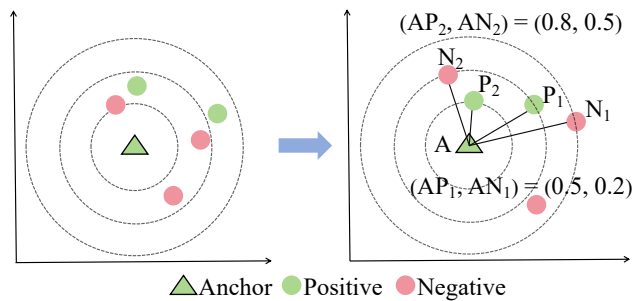 (AP₂, AN₂) = (0.8, 0.5)
N₂
P₂
P₁
N₁
A
(AP₁, AN₁) = (0.5, 0.2)
Anchor Positive Negative